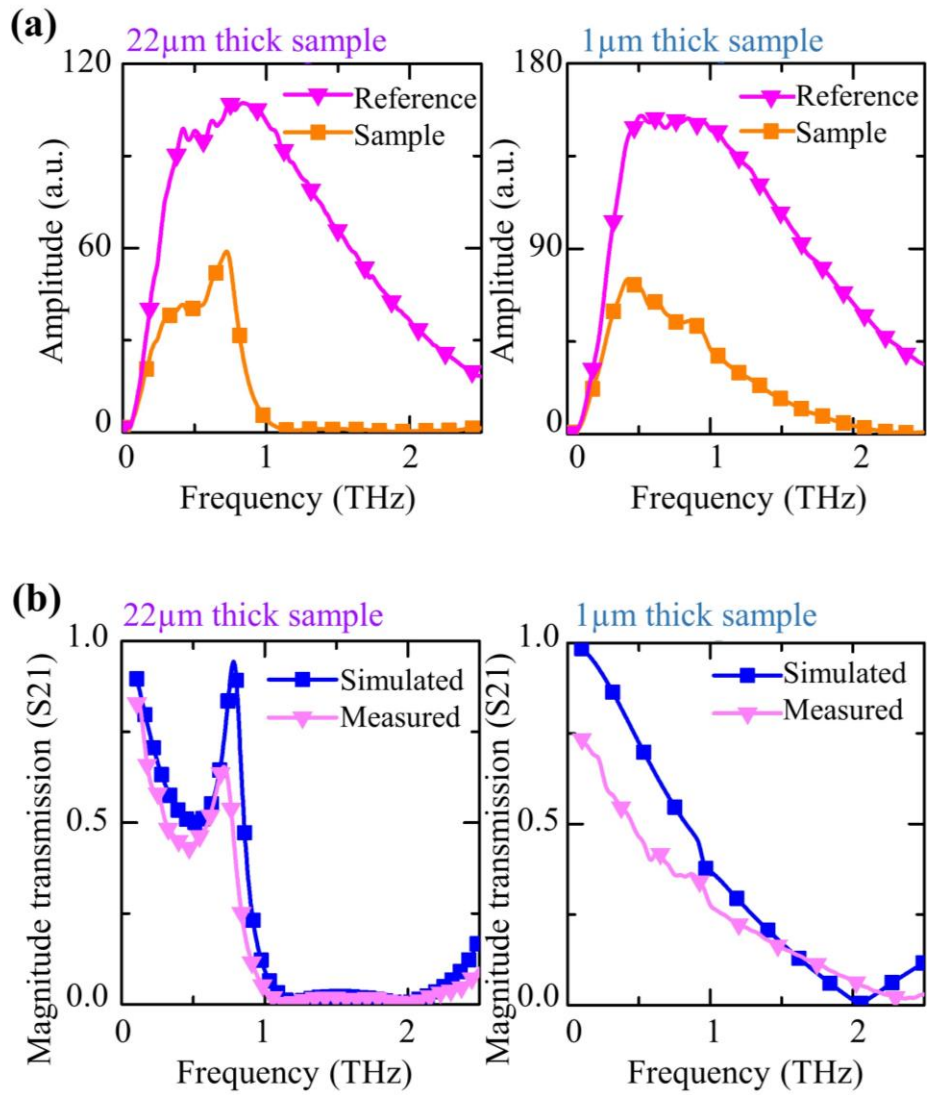 (a)
22µm thick sample
120
60
0
Amplitude (a.u.)
Reference
Sample
0 1 2
Frequency (THz)
1µm thick sample
180
90
0
Amplitude (a.u.)
Reference
Sample
0 1 2
Frequency (THz)
(b)
22µm thick sample
1.0
0.5
0.0
Magnitude transmission (S21)
Simulated
Measured
0 1 2
Frequency (THz)
1µm thick sample
1.0
0.5
0.0
Magnitude transmission (S21)
Simulated
Measured
0 1 2
Frequency (THz)